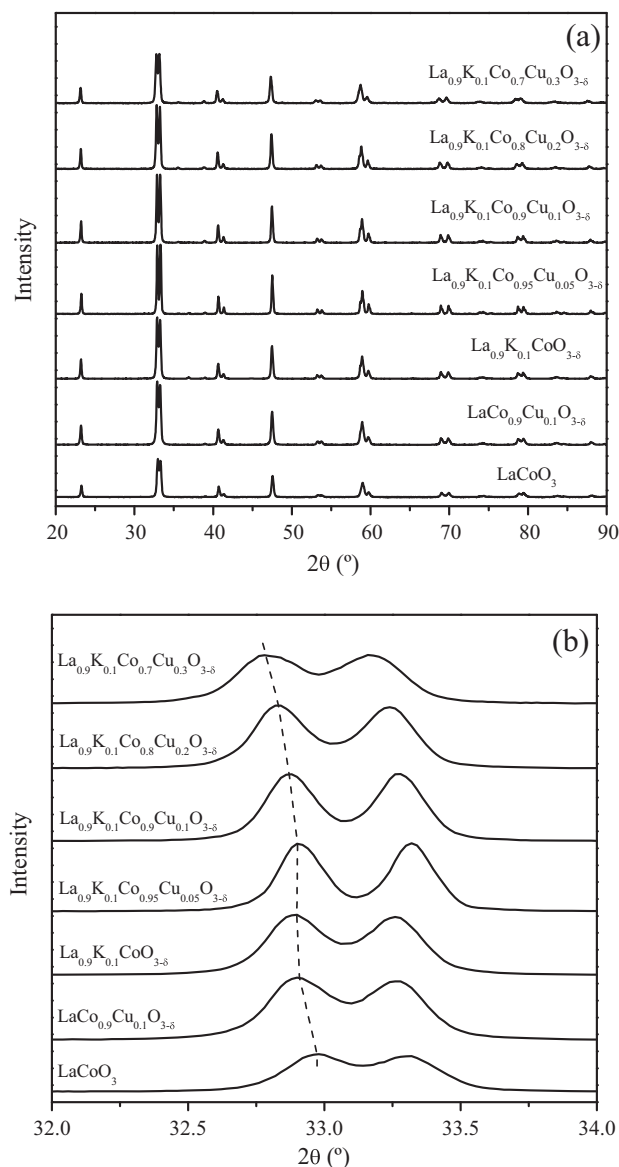 (a)
La0.9K0.1Co0.7Cu0.3O3-δ
La0.9K0.1Co0.8Cu0.2O3-δ
La0.9K0.1Co0.9Cu0.1O3-δ
La0.9K0.1Co0.95Cu0.05O3-δ
La0.9K0.1CoO3-δ
LaCo0.9Cu0.1O3-δ
LaCoO3
Intensity
20 30 40 50 60 70 80 90
2θ (º)
(b)
La0.9K0.1Co0.7Cu0.3O3-δ
La0.9K0.1Co0.8Cu0.2O3-δ
La0.9K0.1Co0.9Cu0.1O3-δ
La0.9K0.1Co0.95Cu0.05O3-δ
La0.9K0.1CoO3-δ
LaCo0.9Cu0.1O3-δ
LaCoO3
Intensity
32.0 32.5 33.0 33.5 34.0
2θ (º)